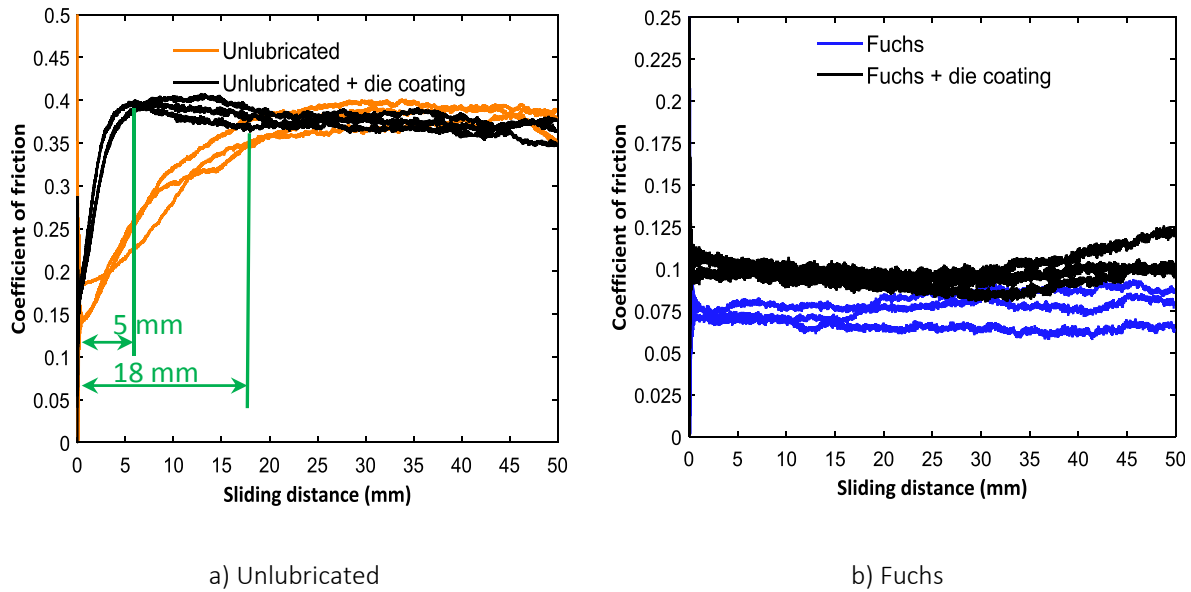 0.5
0.45
0.4
0.35
0.3
0.25
0.2
0.15
0.1
0.05
0
Coefficient of friction
Unlubricated
Unlubricated + die coating
5 mm
18 mm
0 5 10 15 20 25 30 35 40 45 50
Sliding distance (mm)
a) Unlubricated
0.25
0.2
0.175
0.15
0.125
0.1
0.075
0.05
0.025
0
Coefficient of friction
Fuchs
Fuchs + die coating
0 5 10 15 20 25 30 35 40 45 50
Sliding distance (mm)
b) Fuchs